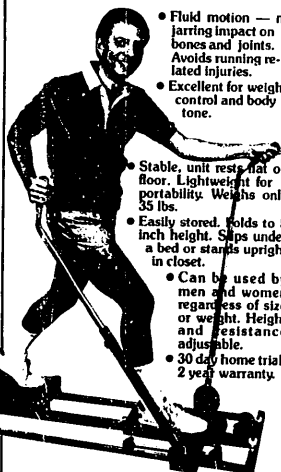 • Fluid motion — n
jarring impact on
bones and joints.
Avoids running re-
lated injuries.
• Excellent for weigh
control and body
tone.
• Stable, unit rests flat o
floor. Lightweight for
portability. Weighs onl
35 lbs.
• Easily stored. Folds to
inch height. Slips unde
a bed or stands uprigh
in closet.
• Can be used b
men and wome
regardless of siz
or weight. Heigh
and resistanc
adjustable.
• 30 day home trial
2 year warranty.